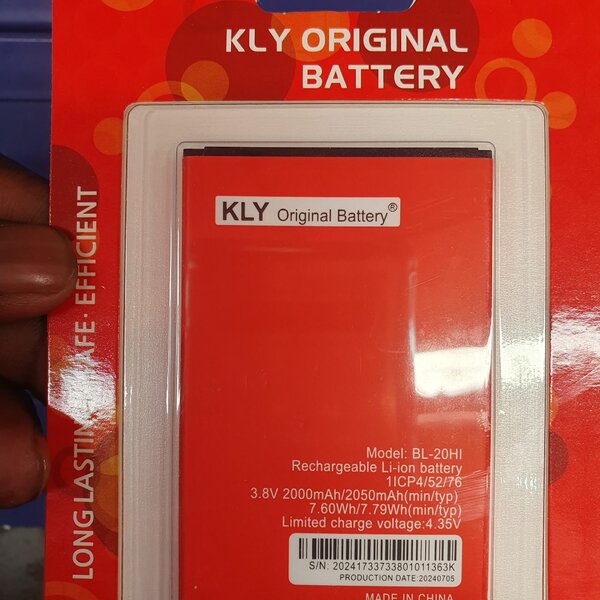 KLY ORIGINAL
BATTERY
KLY Original Battery®
LONG LASTING · SAFE · EFFICIENT
Model: BL-20HI
Rechargeable Li-ion battery
1ICP4/52/76
3.8V 2000mAh/2050mAh(min/typ)
7.60Wh/7.79Wh(min/typ)
Limited charge voltage:4.35V
S/N: 20241733733801011363K
PRODUCTION DATE:20240705
MADE IN CHINA